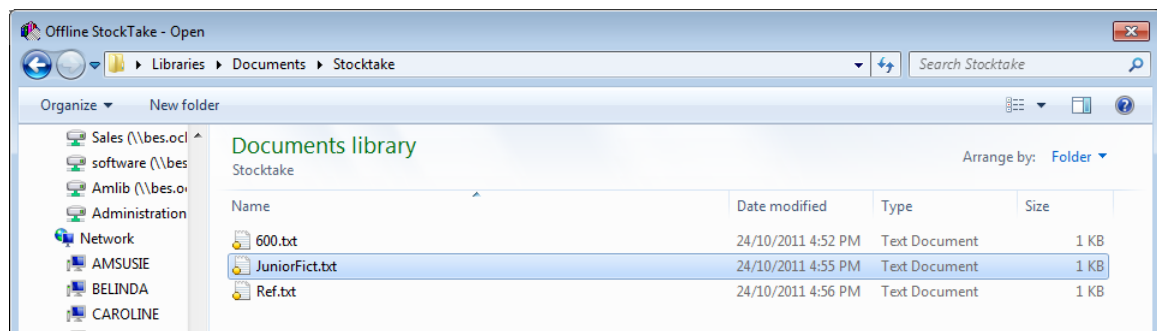 Offline StockTake - Open
Libraries Documents Stocktake Search Stocktake
Organize New folder
Sales (\\bes.ocl
software (\\bes
Amlib (\\bes.o
Administration
Network
AMSUSIE
BELINDA
CAROLINE
Documents library
Stocktake
Arrange by: Folder
Name Date modified Type Size
600.txt 24/10/2011 4:52 PM Text Document 1 KB
JuniorFict.txt 24/10/2011 4:55 PM Text Document 1 KB
Ref.txt 24/10/2011 4:56 PM Text Document 1 KB